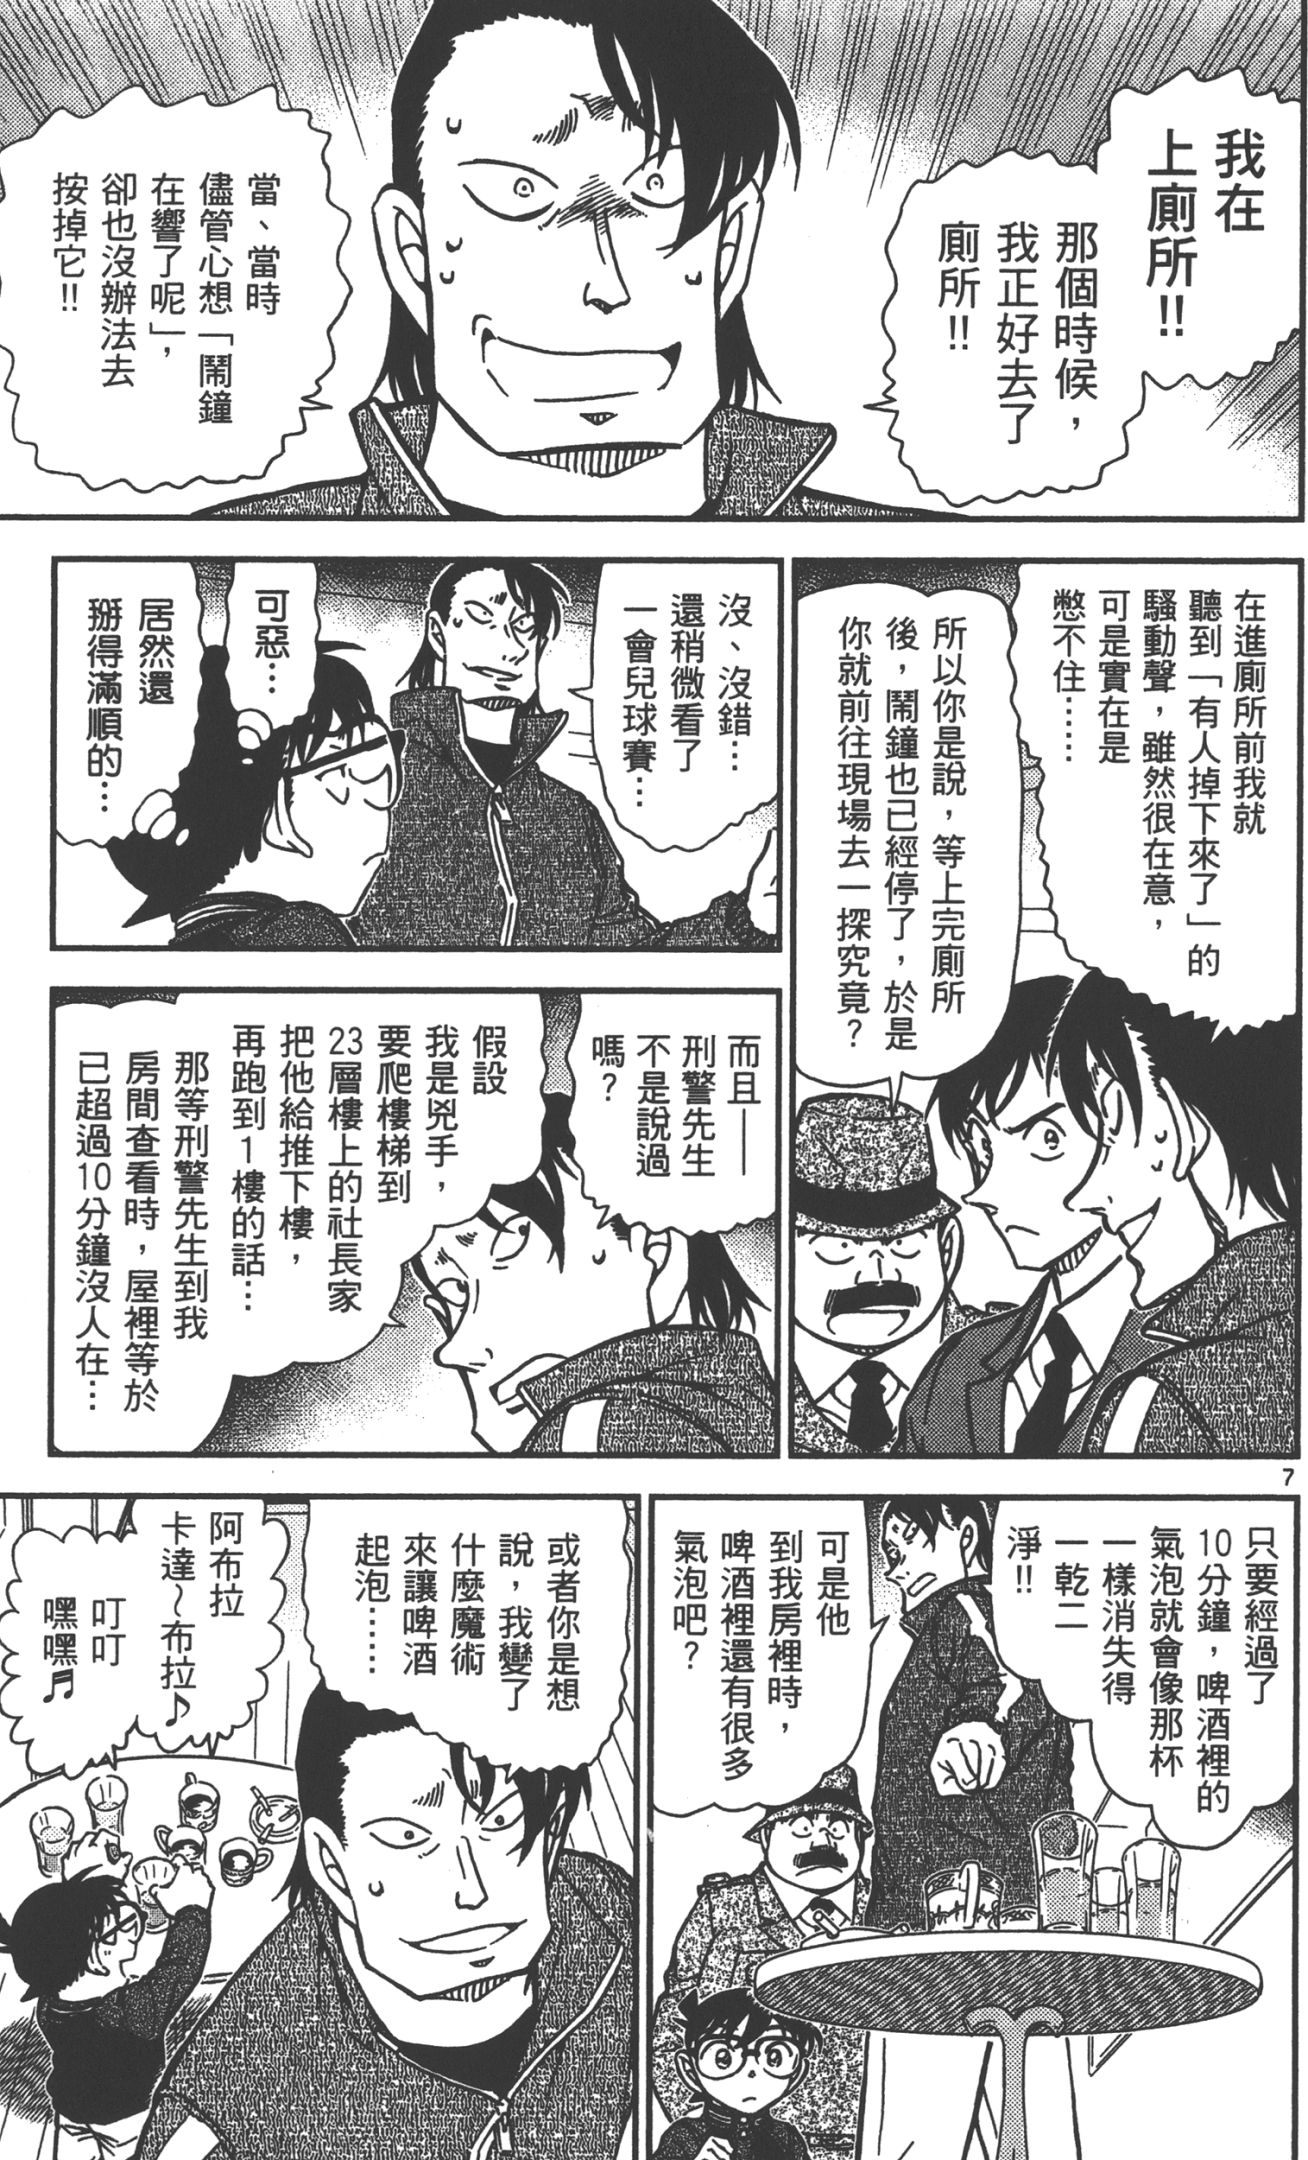 我在
上廁所!!
那個時候，
我正好去了
廁所!!
當、當時
儘管心想「鬧鐘
在響了呢」，
卻也沒辦法去
按掉它!!
在進廁所前我就
聽到「有人掉下來了」的
騷動聲，雖然很在意，
可是實在是
憋不住……
所以你是說，等上完廁所
後，鬧鐘也已經停了，於是
你就前往現場去一探究竟？
沒、沒錯…
還稍微看了
一會兒球賽…
可惡…
居然還
掰得滿順的…
而且——
刑警先生
不是說過
嗎？
假設
我是兇手，
要爬樓梯到
23層樓上的社長家
把他給推下樓，
再跑到1樓的話…
那等刑警先生到我
房間查看時，屋裡等於
已超過10分鐘沒人在…
7
只要經過了
10分鐘，啤酒裡的
氣泡就會像那杯
一樣消失得
一乾二
淨!!
可是他
到我房裡時，
啤酒裡還有很多
氣泡吧？
或者你是想
說，我變了
什麼魔術
來讓啤酒
起泡……
阿布拉
卡達～布拉♪
叮叮
嘿嘿♬